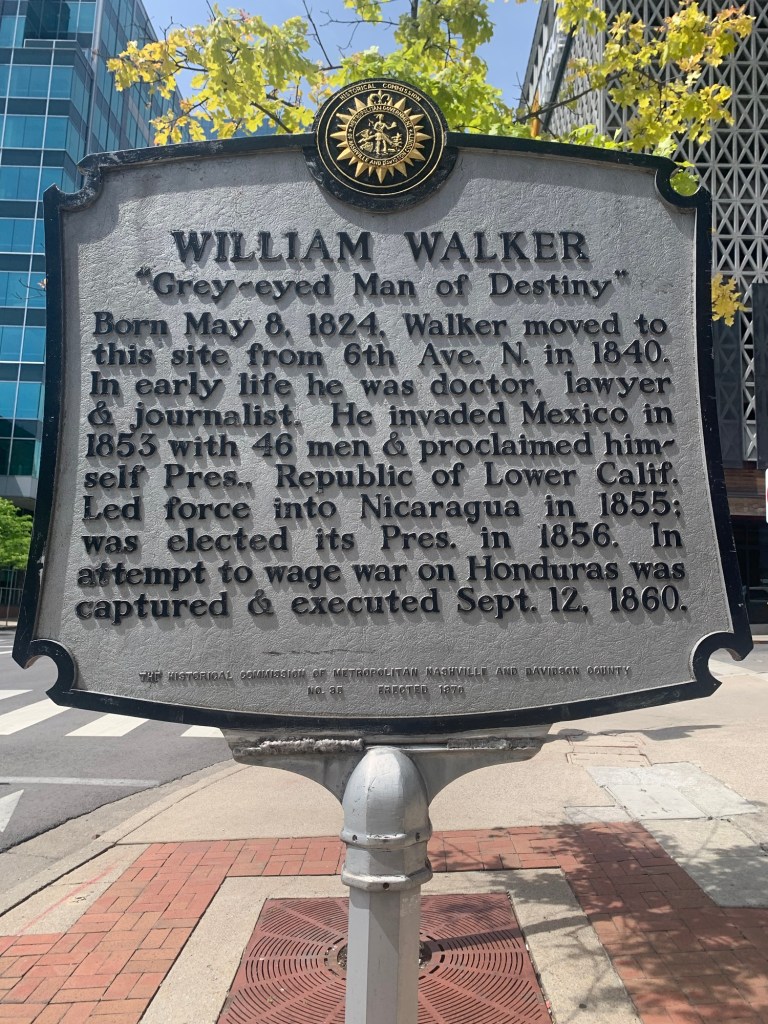 HISTORICAL COMMISSION
WILLIAM WALKER
"Grey-eyed Man of Destiny"
Born May 8, 1824, Walker moved to
this site from 6th Ave. N. in 1840.
In early life he was doctor, lawyer
& journalist. He invaded Mexico in
1853 with 46 men & proclaimed him-
self Pres., Republic of Lower Calif.
Led force into Nicaragua in 1855;
was elected its Pres. in 1856. In
attempt to wage war on Honduras was
captured & executed Sept. 12, 1860.
THE HISTORICAL COMMISSION OF METROPOLITAN NASHVILLE AND DAVIDSON COUNTY
NO. 35 ERECTED 1970